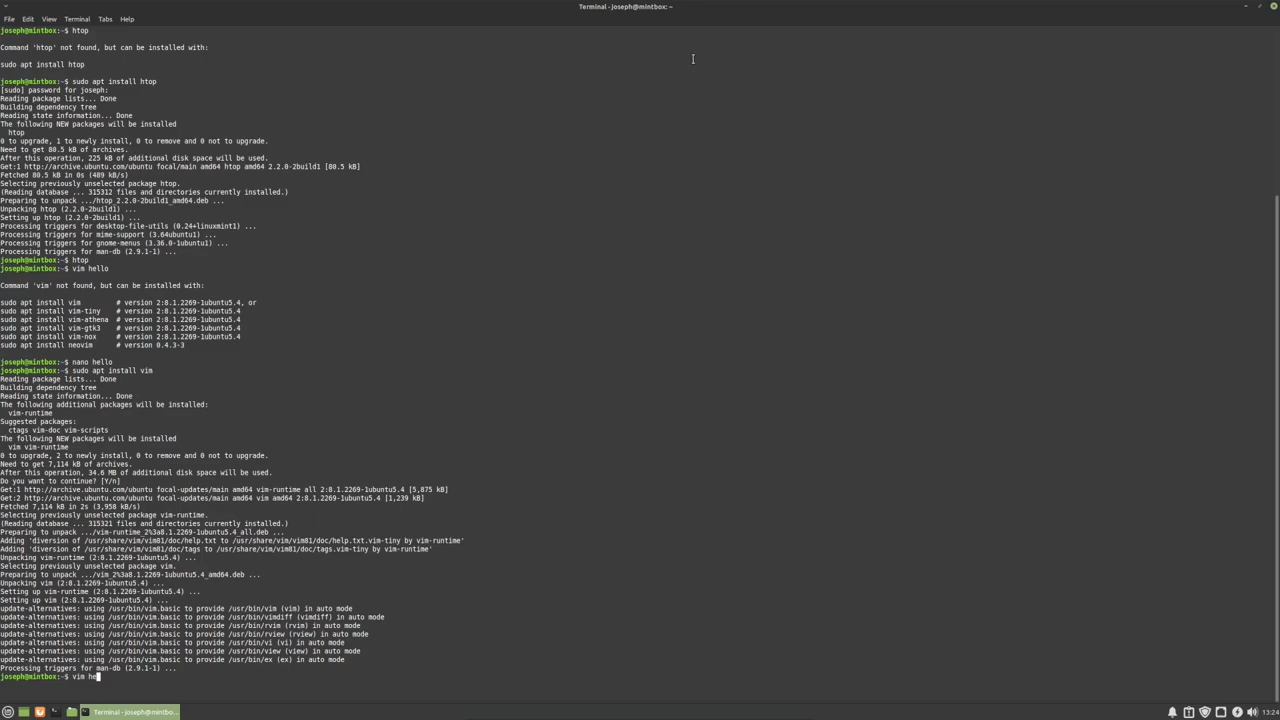 Terminal - joseph@mintbox: ~
File Edit View Terminal Tabs Help
joseph@mintbox:~$ htop
Command 'htop' not found, but can be installed with:
sudo apt install htop
joseph@mintbox:~$ sudo apt install htop
[sudo] password for joseph:
Reading package lists... Done
Building dependency tree
Reading state information... Done
The following NEW packages will be installed
htop
0 to upgrade, 1 to newly install, 0 to remove and 0 not to upgrade.
Need to get 80.5 kB of archives.
After this operation, 225 kB of additional disk space will be used.
Get:1 http://archive.ubuntu.com/ubuntu focal/main amd64 htop amd64 2.2.0-2build1 [80.5 kB]
Fetched 80.5 kB in 0s (489 kB/s)
Selecting previously unselected package htop.
(Reading database ... 315312 files and directories currently installed.)
Preparing to unpack .../htop_2.2.0-2build1_amd64.deb ...
Unpacking htop (2.2.0-2build1) ...
Setting up htop (2.2.0-2build1) ...
Processing triggers for desktop-file-utils (0.24+linuxmint1) ...
Processing triggers for mime-support (3.64ubuntu1) ...
Processing triggers for gnome-menus (3.36.0-1ubuntu1) ...
Processing triggers for man-db (2.9.1-1) ...
joseph@mintbox:~$ htop
joseph@mintbox:~$ vim hello
Command 'vim' not found, but can be installed with:
sudo apt install vim # version 2:8.1.2269-1ubuntu5.4, or
sudo apt install vim-tiny # version 2:8.1.2269-1ubuntu5.4
sudo apt install vim-athena # version 2:8.1.2269-1ubuntu5.4
sudo apt install vim-gtk3 # version 2:8.1.2269-1ubuntu5.4
sudo apt install vim-nox # version 2:8.1.2269-1ubuntu5.4
sudo apt install neovim # version 0.4.3-3
joseph@mintbox:~$ nano hello
joseph@mintbox:~$ sudo apt install vim
Reading package lists... Done
Building dependency tree
Reading state information... Done
The following additional packages will be installed:
vim-runtime
Suggested packages:
ctags vim-doc vim-scripts
The following NEW packages will be installed
vim vim-runtime
0 to upgrade, 2 to newly install, 0 to remove and 0 not to upgrade.
Need to get 7,114 kB of archives.
After this operation, 34.6 MB of additional disk space will be used.
Do you want to continue? [Y/n]
Get:1 http://archive.ubuntu.com/ubuntu focal-updates/main amd64 vim-runtime all 2:8.1.2269-1ubuntu5.4 [5,875 kB]
Get:2 http://archive.ubuntu.com/ubuntu focal-updates/main amd64 vim amd64 2:8.1.2269-1ubuntu5.4 [1,239 kB]
Fetched 7,114 kB in 2s (3,958 kB/s)
Selecting previously unselected package vim-runtime.
(Reading database ... 315321 files and directories currently installed.)
Preparing to unpack .../vim-runtime_2%3a8.1.2269-1ubuntu5.4_all.deb ...
Adding 'diversion of /usr/share/vim/vim81/doc/help.txt to /usr/share/vim/vim81/doc/help.txt.vim-tiny by vim-runtime'
Adding 'diversion of /usr/share/vim/vim81/doc/tags to /usr/share/vim/vim81/doc/tags.vim-tiny by vim-runtime'
Unpacking vim-runtime (2:8.1.2269-1ubuntu5.4) ...
Selecting previously unselected package vim.
Preparing to unpack .../vim_2%3a8.1.2269-1ubuntu5.4_amd64.deb ...
Unpacking vim (2:8.1.2269-1ubuntu5.4) ...
Setting up vim-runtime (2:8.1.2269-1ubuntu5.4) ...
Setting up vim (2:8.1.2269-1ubuntu5.4) ...
update-alternatives: using /usr/bin/vim.basic to provide /usr/bin/vim (vim) in auto mode
update-alternatives: using /usr/bin/vim.basic to provide /usr/bin/vimdiff (vimdiff) in auto mode
update-alternatives: using /usr/bin/vim.basic to provide /usr/bin/rvim (rvim) in auto mode
update-alternatives: using /usr/bin/vim.basic to provide /usr/bin/rview (rview) in auto mode
update-alternatives: using /usr/bin/vim.basic to provide /usr/bin/vi (vi) in auto mode
update-alternatives: using /usr/bin/vim.basic to provide /usr/bin/view (view) in auto mode
update-alternatives: using /usr/bin/vim.basic to provide /usr/bin/ex (ex) in auto mode
Processing triggers for man-db (2.9.1-1) ...
joseph@mintbox:~$ vim he
Terminal - joseph@mintbo... 13:24